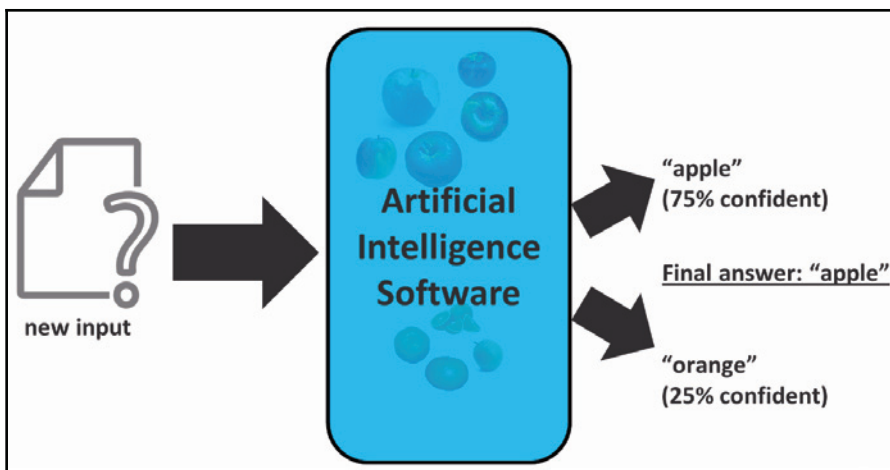 new input
Artificial
Intelligence
Software
“apple”
(75% confident)
Final answer: “apple”
“orange”
(25% confident)